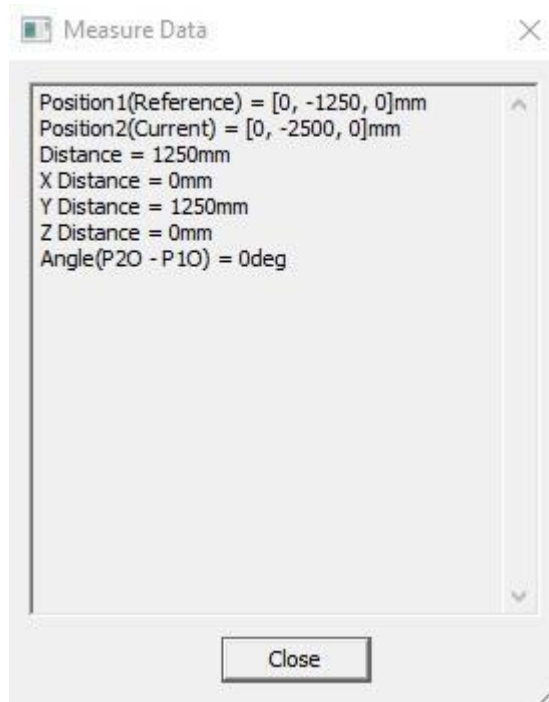 Measure Data
Position1(Reference) = [0, -1250, 0]mm
Position2(Current) = [0, -2500, 0]mm
Distance = 1250mm
X Distance = 0mm
Y Distance = 1250mm
Z Distance = 0mm
Angle(P2O - P1O) = 0deg
Close